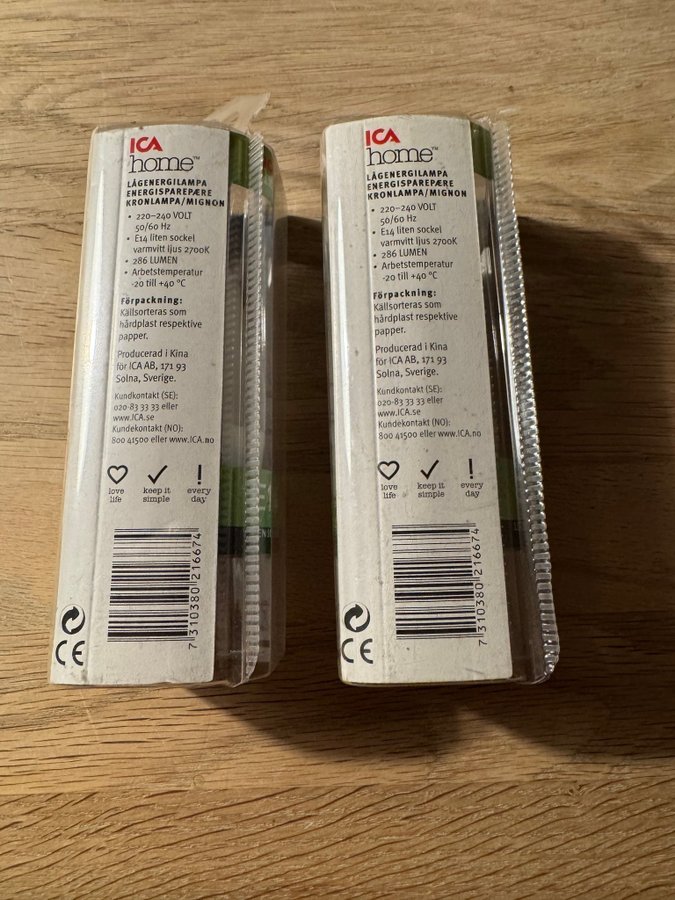 ICA
home™
LÅGENERGILAMPA
ENERGISPAREPÆRE
KRONLAMPA/MIGNON
• 220–240 VOLT
50/60 Hz
• E14 liten sockel
varmvitt ljus 2700K
• 286 LUMEN
• Arbetstemperatur
-20 till +40 °C
Förpackning:
Källsorteras som
hårdplast respektive
papper.
Producerad i Kina
för ICA AB, 171 93
Solna, Sverige.
Kundkontakt (SE):
020-83 33 33 eller
www.ICA.se
Kundekontakt (NO):
800 41500 eller www.ICA.no
love life
keep it simple
every day
7 310380 216674
CE
ICA
home™
LÅGENERGILAMPA
ENERGISPAREPÆRE
KRONLAMPA/MIGNON
• 220–240 VOLT
50/60 Hz
• E14 liten sockel
varmvitt ljus 2700K
• 286 LUMEN
• Arbetstemperatur
-20 till +40 °C
Förpackning:
Källsorteras som
hårdplast respektive
papper.
Producerad i Kina
för ICA AB, 171 93
Solna, Sverige.
Kundkontakt (SE):
020-83 33 33 eller
www.ICA.se
Kundekontakt (NO):
800 41500 eller www.ICA.no
love life
keep it simple
every day
7 310380 216674
CE